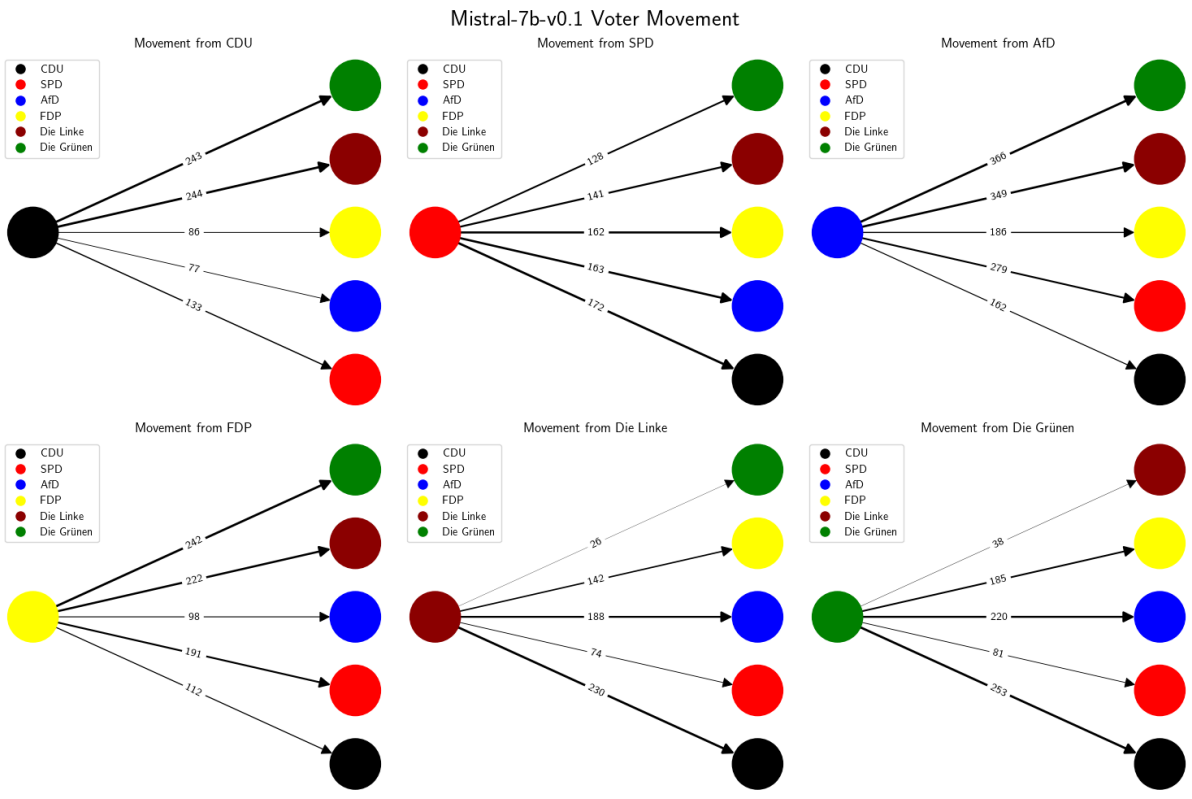 Mistral-7b-v0.1 Voter Movement
Movement from CDU
CDU
SPD
AfD
FDP
Die Linke
Die Grünen
243
244
86
77
133
Movement from SPD
CDU
SPD
AfD
FDP
Die Linke
Die Grünen
128
141
162
163
172
Movement from AfD
CDU
SPD
AfD
FDP
Die Linke
Die Grünen
366
349
186
279
162
Movement from FDP
CDU
SPD
AfD
FDP
Die Linke
Die Grünen
242
222
98
191
112
Movement from Die Linke
CDU
SPD
AfD
FDP
Die Linke
Die Grünen
26
142
188
74
230
Movement from Die Grünen
CDU
SPD
AfD
FDP
Die Linke
Die Grünen
38
185
220
81
253